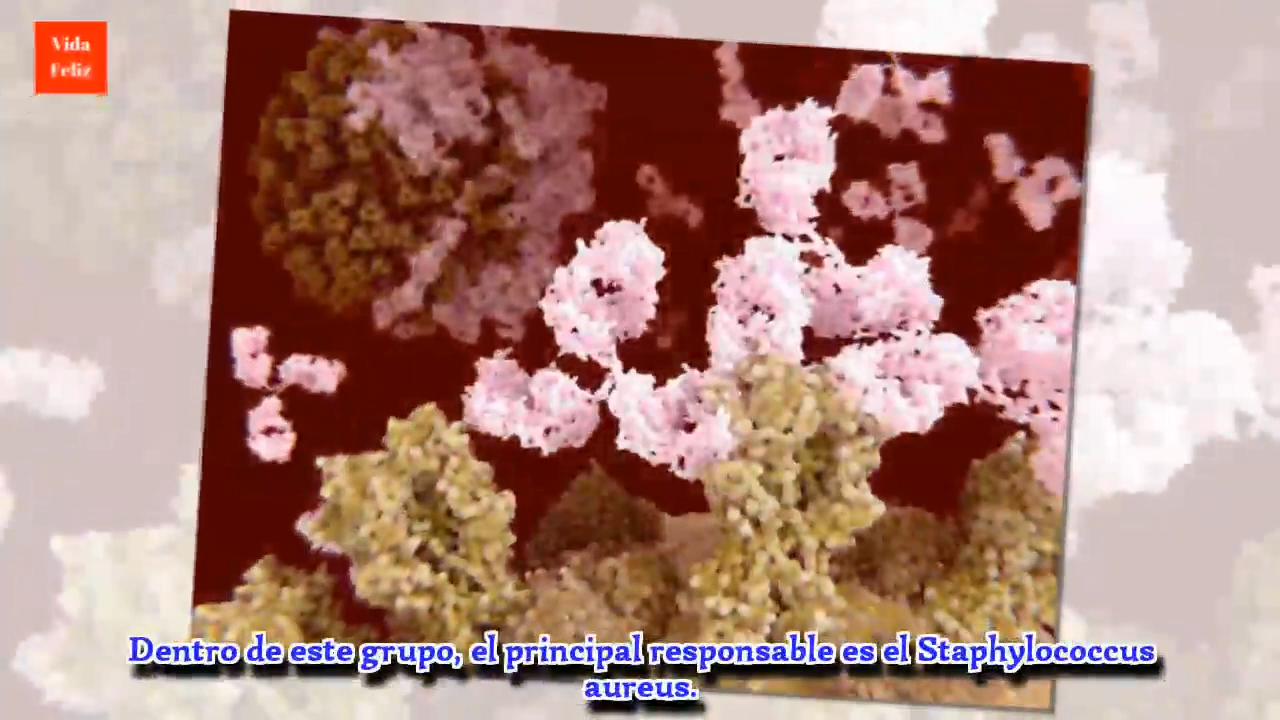 Vida
Feliz
Dentro de este grupo, el principal responsable es el Staphylococcus
aureus.